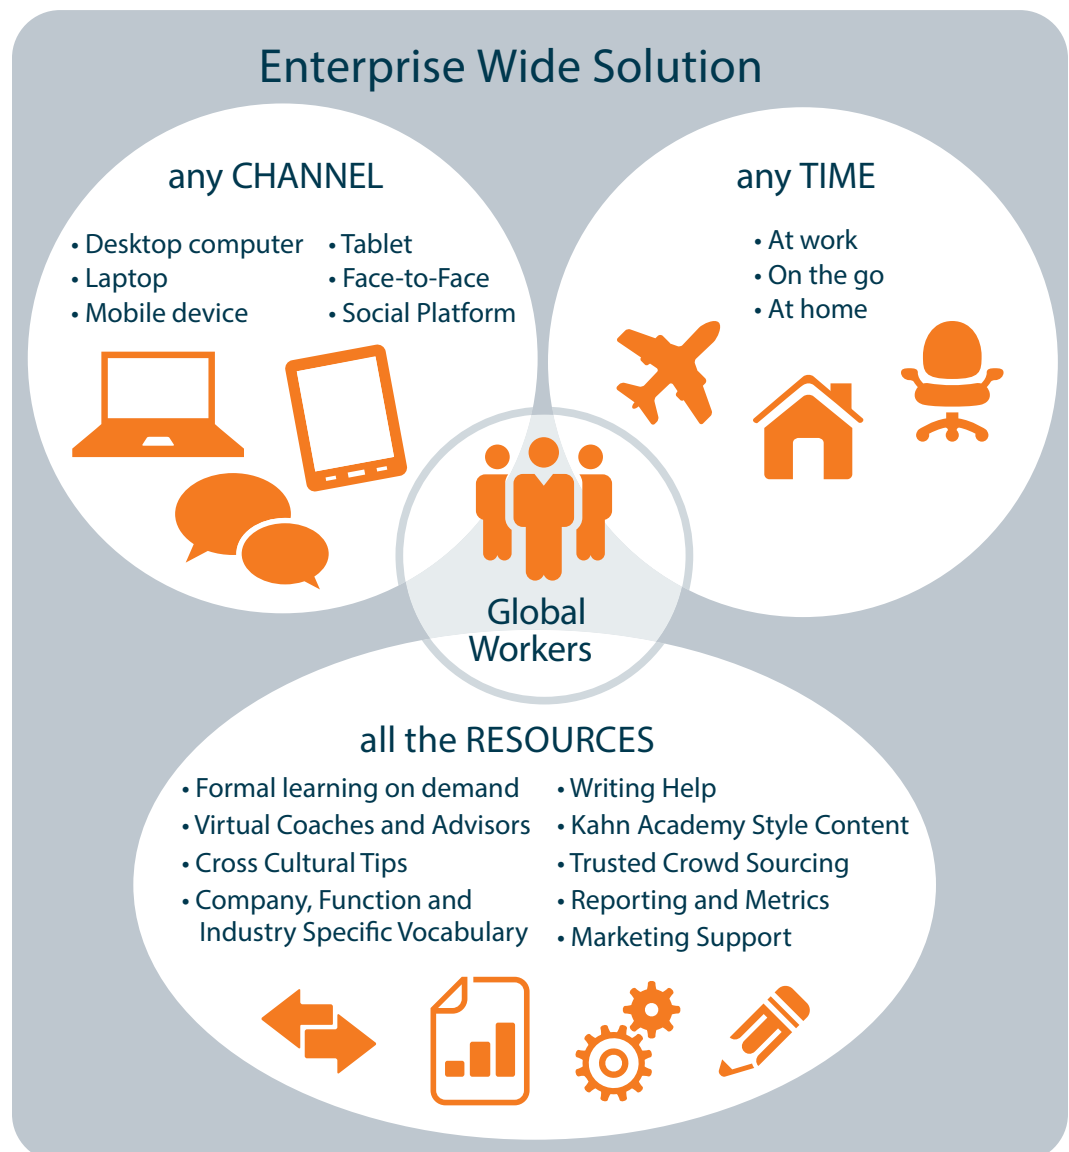 Enterprise Wide Solution
any CHANNEL
• Desktop computer
• Laptop
• Mobile device
• Tablet
• Face-to-Face
• Social Platform
any TIME
• At work
• On the go
• At home
Global
Workers
all the RESOURCES
• Formal learning on demand
• Virtual Coaches and Advisors
• Cross Cultural Tips
• Company, Function and
Industry Specific Vocabulary
• Writing Help
• Kahn Academy Style Content
• Trusted Crowd Sourcing
• Reporting and Metrics
• Marketing Support